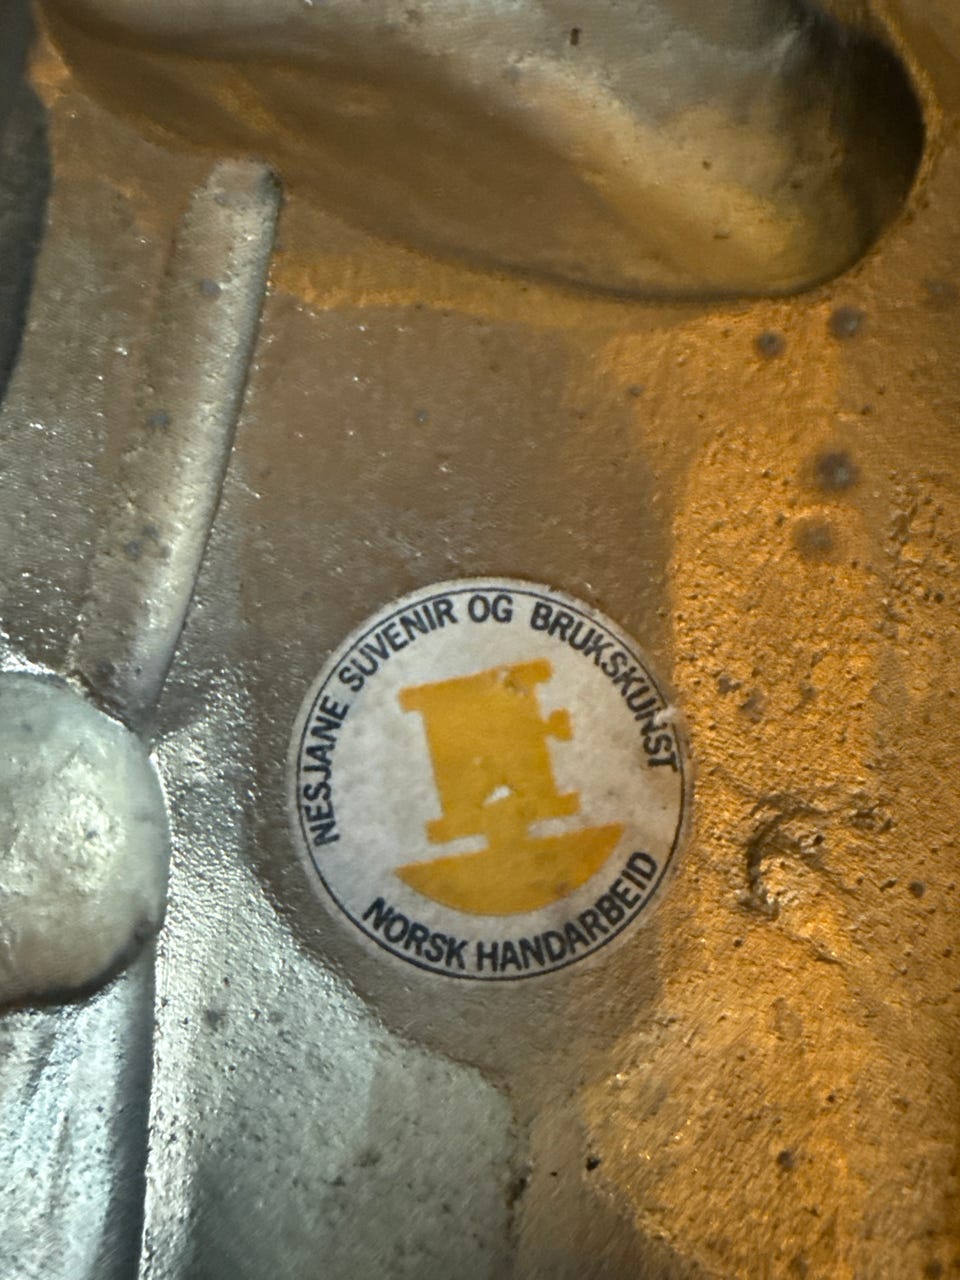 NESJANE SUVENIR OG BRUKSKUNST
NORSK HANDARBEID